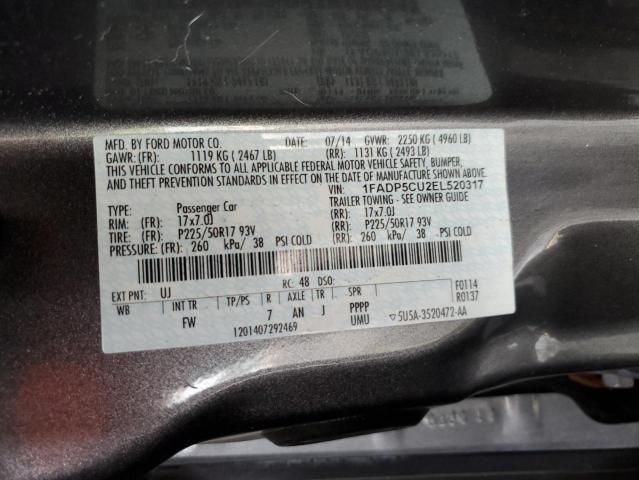 MFD. BY FORD MOTOR CO. DATE: 07/14 GVWR: 2250 KG ( 4960 LB)
GAWR: (FR): 1119 KG ( 2467 LB) (RR): 1131 KG ( 2493 LB)
THIS VEHICLE CONFORMS TO ALL APPLICABLE FEDERAL MOTOR VEHICLE SAFETY, BUMPER,
AND THEFT PREVENTION STANDARDS IN EFFECT ON THE DATE OF MANUFACTURE SHOWN ABOVE.
VIN: 1FADP5CU2EL520317
TYPE: Passenger Car TRAILER TOWING - SEE OWNER GUIDE
RIM: (FR): 17x7.0J (RR): 17x7.0J
TIRE: (FR): P225/50R17 93V (RR): P225/50R17 93V
PRESSURE: (FR): 260 kPa/ 38 PSI COLD (RR): 260 kPa/ 38 PSI COLD
EXT PNT: UJ RC: 48 DSO: F0114
WB INT TR TP/PS R AXLE TR SPR R0137
FW 7 AN J PPPP
UMU ▽5U5A-3520472-AA
1201407292469